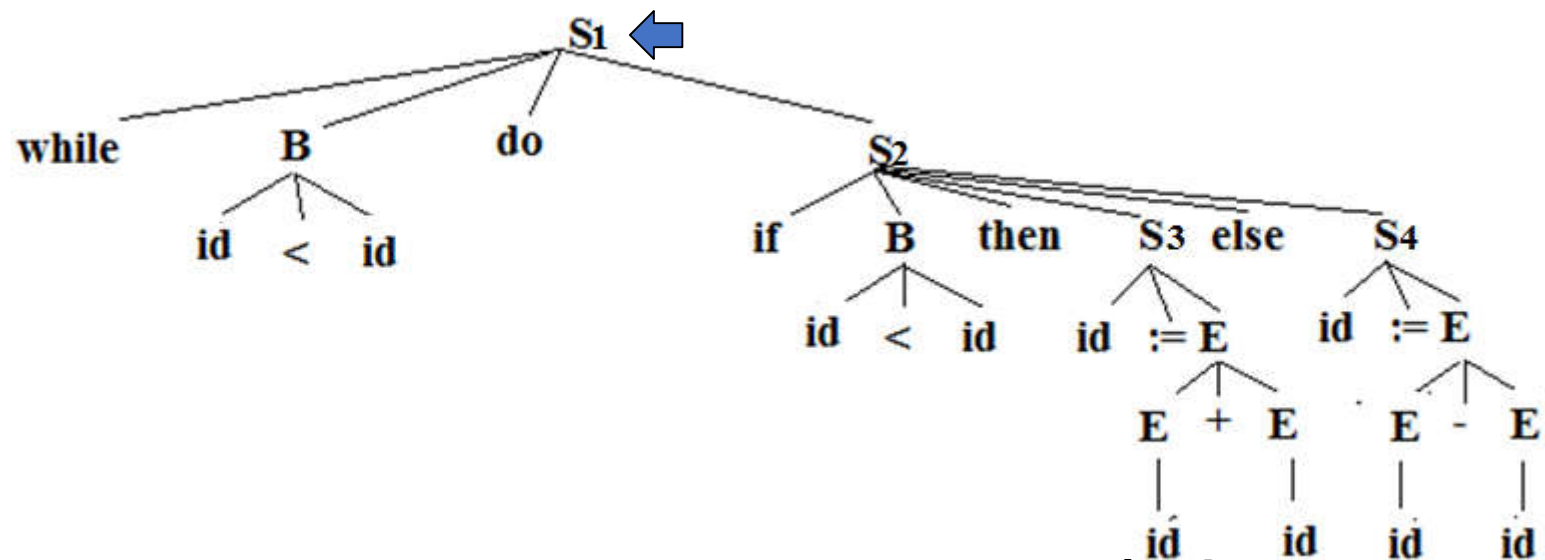 S1
while B do S2
id < id if B then S3 else S4
id < id id := E id := E
E + E E - E
id id id id